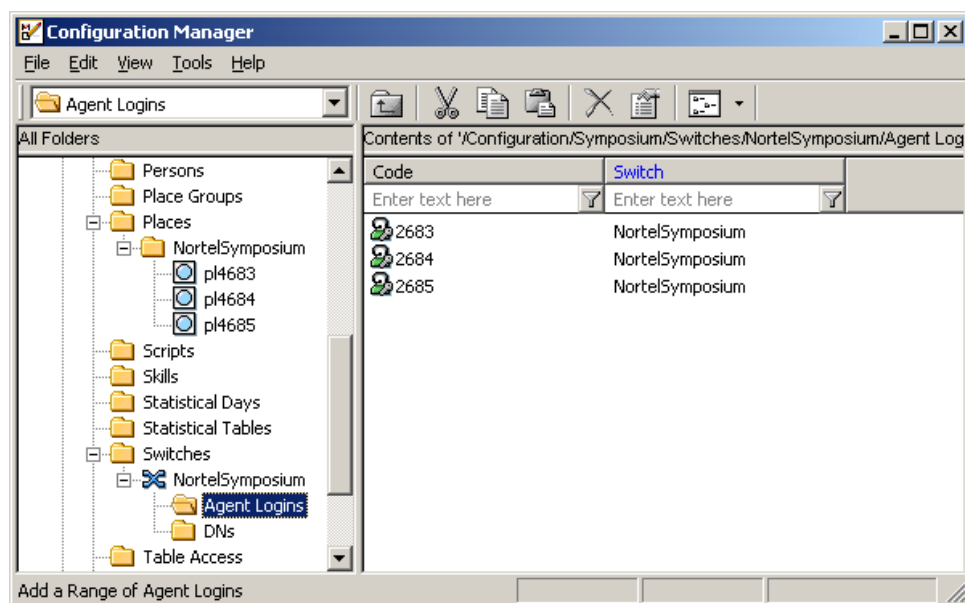 Configuration Manager
File Edit View Tools Help
Agent Logins
All Folders
Contents of '/Configuration/Symposium/Switches/NortelSymposium/Agent Log
Persons
Place Groups
Places
NortelSymposium
pl4683
pl4684
pl4685
Scripts
Skills
Statistical Days
Statistical Tables
Switches
NortelSymposium
Agent Logins
DNs
Table Access
Code Switch
Enter text here Enter text here
2683 NortelSymposium
2684 NortelSymposium
2685 NortelSymposium
Add a Range of Agent Logins